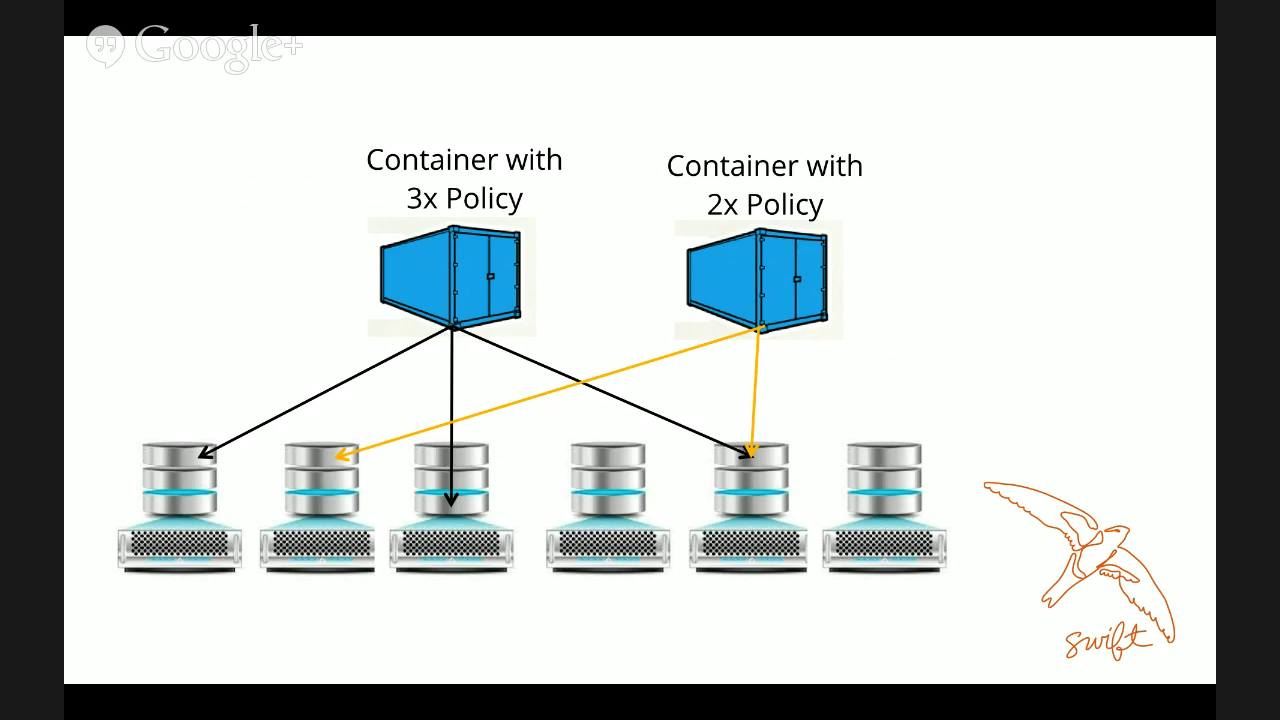 Google+
Container with
3x Policy
Container with
2x Policy
swift